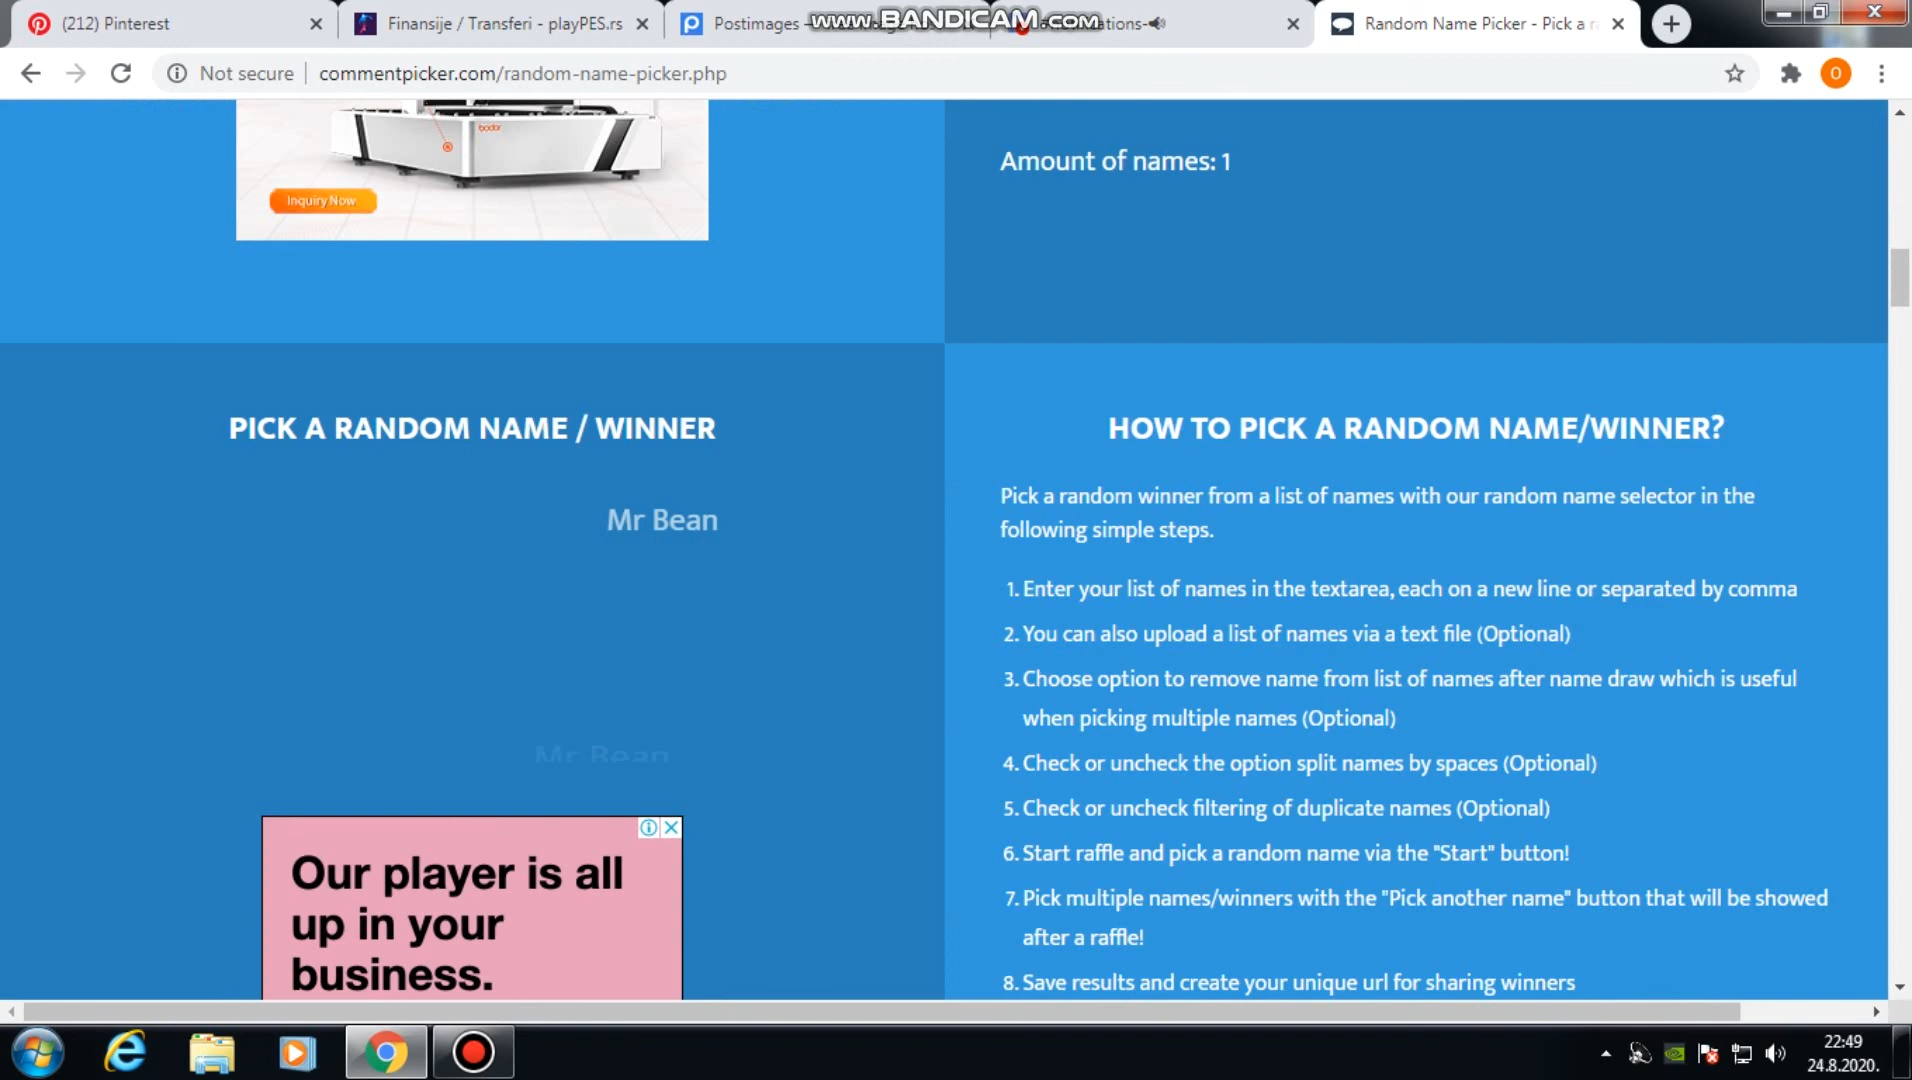 www.BANDICAM.com
(212) Pinterest
Finansije / Transferi - playPES.rs
Postimages
Random Name Picker - Pick a r
Not secure
commentpicker.com/random-name-picker.php
O
bodor
Inquiry Now
Amount of names: 1
PICK A RANDOM NAME / WINNER
Mr Bean
Mr Bean
Our player is all
up in your
business.
HOW TO PICK A RANDOM NAME/WINNER?
Pick a random winner from a list of names with our random name selector in the
following simple steps.
1. Enter your list of names in the textarea, each on a new line or separated by comma
2. You can also upload a list of names via a text file (Optional)
3. Choose option to remove name from list of names after name draw which is useful
when picking multiple names (Optional)
4. Check or uncheck the option split names by spaces (Optional)
5. Check or uncheck filtering of duplicate names (Optional)
6. Start raffle and pick a random name via the "Start" button!
7. Pick multiple names/winners with the "Pick another name" button that will be showed
after a raffle!
8. Save results and create your unique url for sharing winners
22:49
24.8.2020.